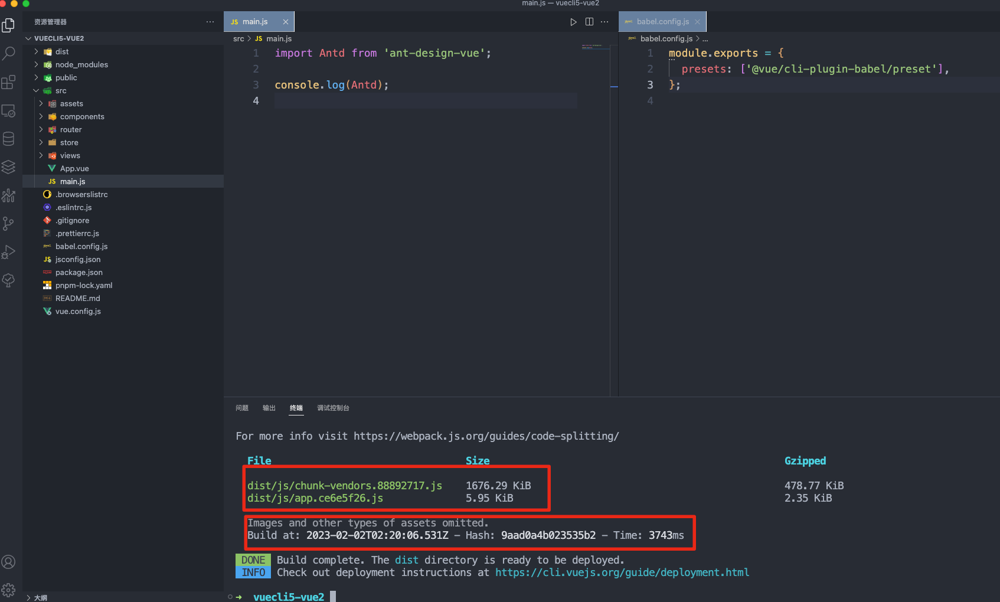 main.js — vuecli5-vue2
资源管理器
VUECLI5-VUE2
dist
node_modules
public
src
assets
components
router
store
views
App.vue
JS main.js
.browserslistrc
.eslintrc.js
.gitignore
.prettierrc.js
babel.config.js
JS jsconfig.json
package.json
pnpm-lock.yaml
README.md
vue.config.js
大纲
JS main.js
src > JS main.js
1 import Antd from 'ant-design-vue';
2
3 console.log(Antd);
4
babel.config.js
babel.config.js > ...
1 module.exports = {
2 presets: ['@vue/cli-plugin-babel/preset'],
3 };
4
问题 输出 终端 调试控制台
For more info visit https://webpack.js.org/guides/code-splitting/
File Size Gzipped
dist/js/chunk-vendors.88892717.js 1676.29 KiB 478.77 KiB
dist/js/app.ce6e5f26.js 5.95 KiB 2.35 KiB
Images and other types of assets omitted.
Build at: 2023-02-02T02:20:06.531Z - Hash: 9aad0a4b023535b2 - Time: 3743ms
DONE Build complete. The dist directory is ready to be deployed.
INFO Check out deployment instructions at https://cli.vuejs.org/guide/deployment.html
→ vuecli5-vue2